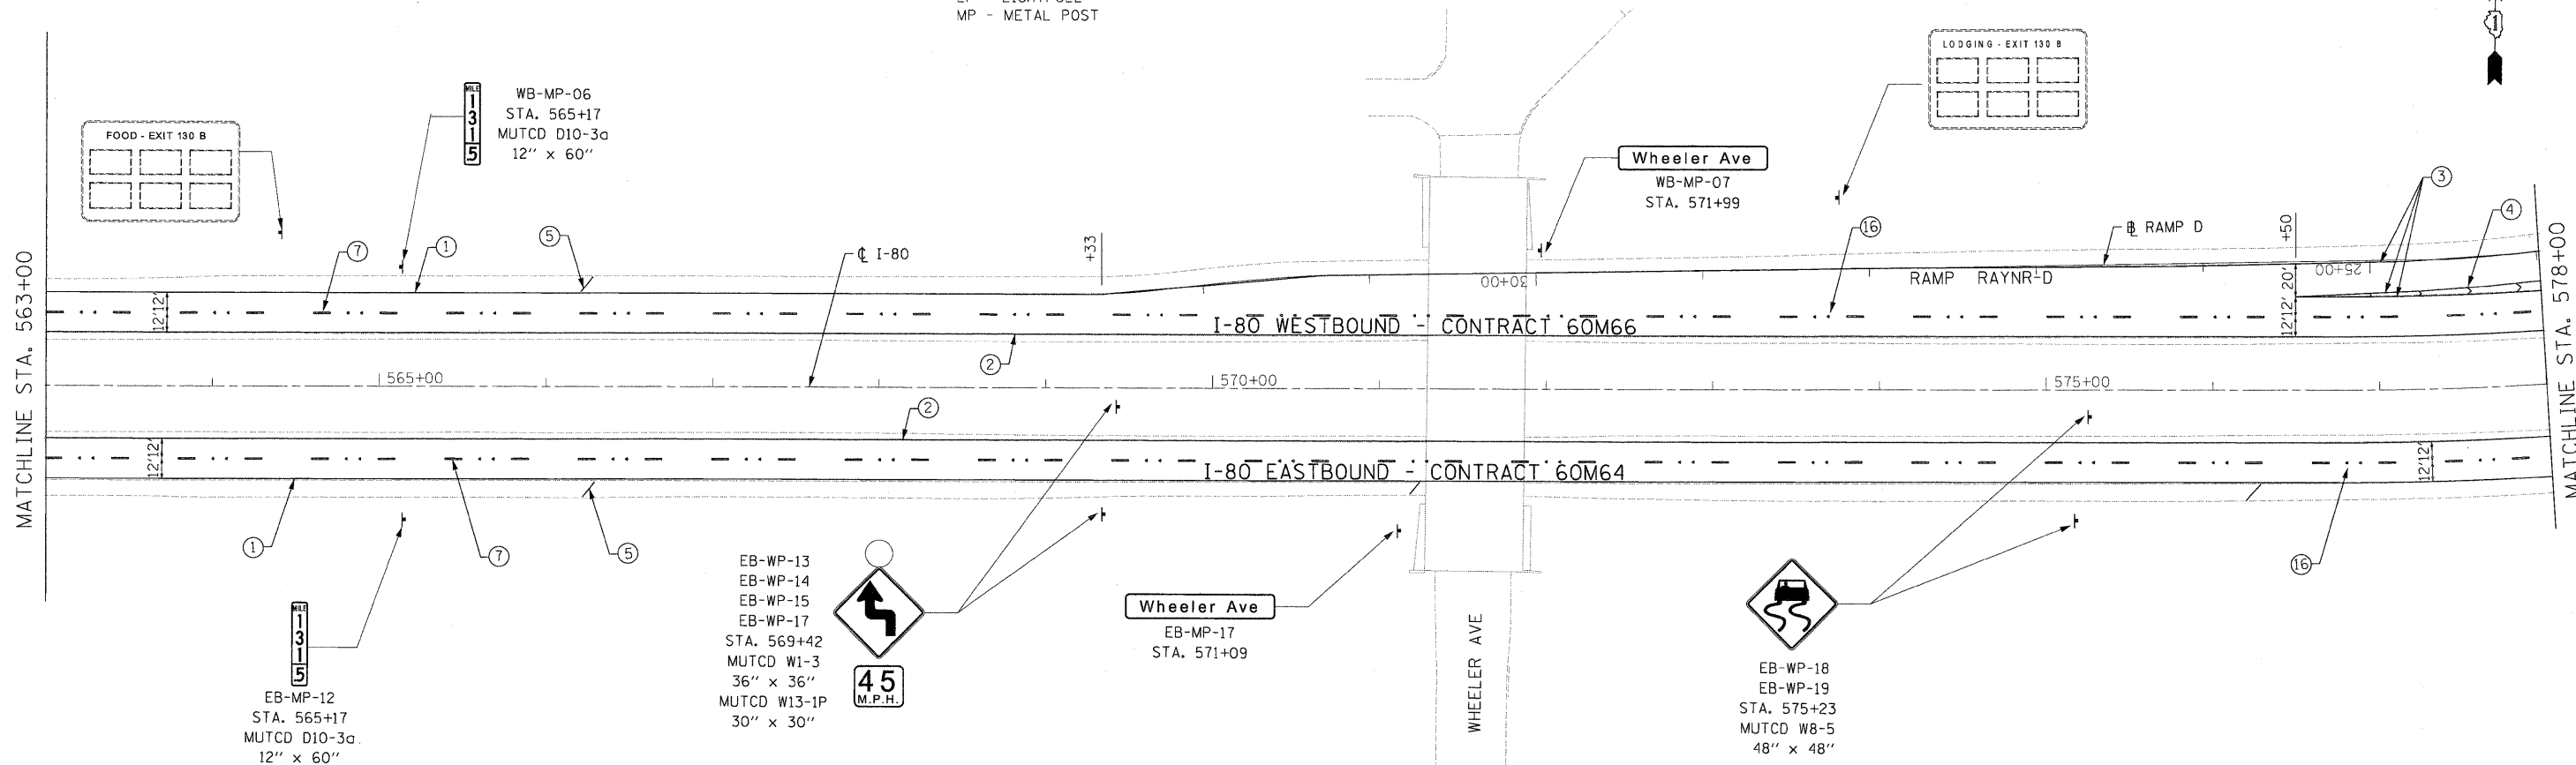 MP - METAL POST
1
LODGING - EXIT 130 B
FOOD - EXIT 130 B
MILE
1
3
1
.5
WB-MP-06
STA. 565+17
MUTCD D10-3a
12" x 60"
Wheeler Ave
WB-MP-07
STA. 571+99
3
4
16
7
1
5
+33
℄ I-80
+50
RAMP D
25+00
30+00
RAMP RAYNR-D
MATCHLINE STA. 563+00
MATCHLINE STA. 578+00
12' 12'
12' 12' 20'
I-80 WESTBOUND - CONTRACT 60M66
2
565+00
570+00
575+00
2
12' 12'
12' 12'
I-80 EASTBOUND - CONTRACT 60M64
1
7
5
16
MILE
1
3
1
.5
EB-MP-12
STA. 565+17
MUTCD D10-3a.
12" x 60"
EB-WP-13
EB-WP-14
EB-WP-15
EB-WP-17
STA. 569+42
MUTCD W1-3
36" x 36"
MUTCD W13-1P
30" x 30"
45
M.P.H.
Wheeler Ave
EB-MP-17
STA. 571+09
WHEELER AVE
EB-WP-18
EB-WP-19
STA. 575+23
MUTCD W8-5
48" x 48"